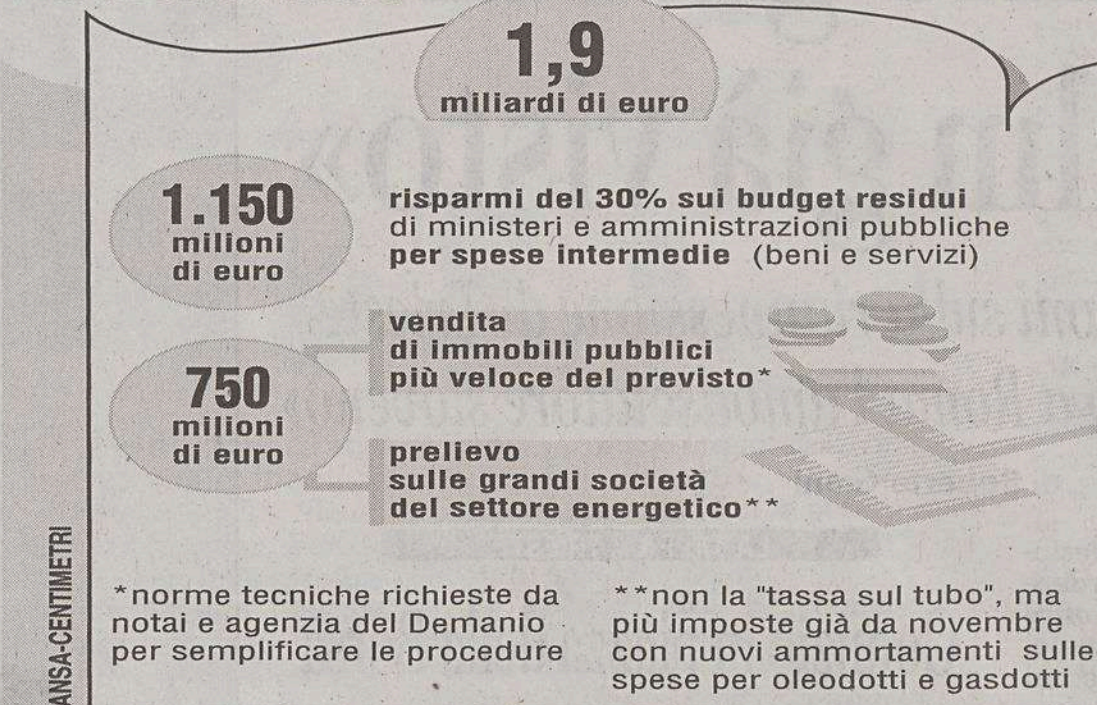 1,9
miliardi di euro
1.150
milioni
di euro
risparmi del 30% sui budget residui
di ministeri e amministrazioni pubbliche
per spese intermedie (beni e servizi)
750
milioni
di euro
vendita
di immobili pubblici
più veloce del previsto*
prelievo
sulle grandi società
del settore energetico**
*norme tecniche richieste da
notai e agenzia del Demanio
per semplificare le procedure
**non la "tassa sul tubo", ma
più imposte già da novembre
con nuovi ammortamenti sulle
spese per oleodotti e gasdotti
ANSA-CENTIMETRI